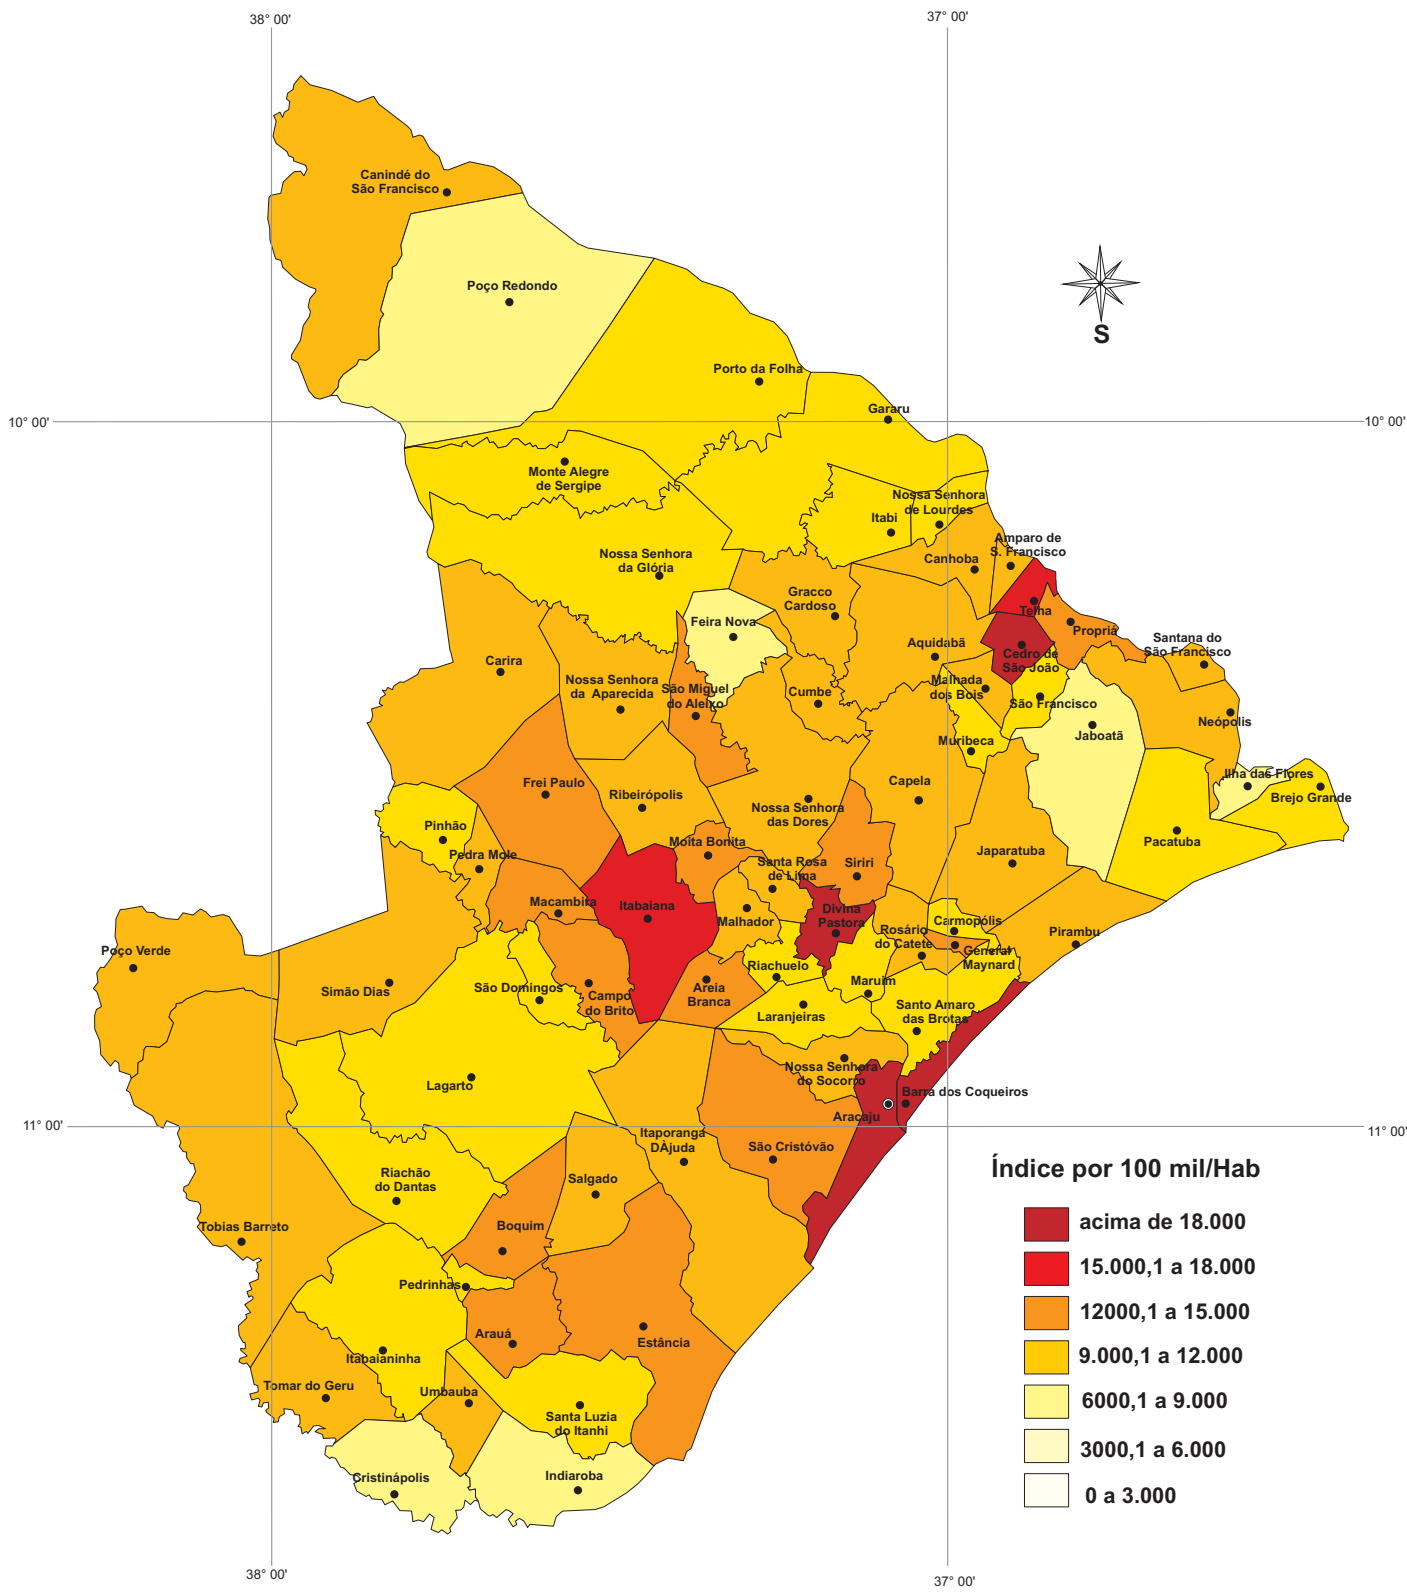 38° 00'
37° 00'
Canindé do
São Francisco
Poço Redondo
S
Porto da Folha
Gararu
10° 00'
10° 00'
Monte Alegre
de Sergipe
Nossa Senhora
de Lourdes
Itabi
Amparo de
S. Francisco
Nossa Senhora
da Glória
Canhoba
Gracco
Cardoso
Telha
Feira Nova
Propriá
Aquidabã
Santana do
São Francisco
Cedro de
São João
Carira
Nossa Senhora
da Aparecida
São Miguel
do Aleixo
Cumbe
Malhada
dos Bois
São Francisco
Neópolis
Jaboatã
Muribeca
Ilha das Flores
Frei Paulo
Ribeirópolis
Capela
Brejo Grande
Nossa Senhora
das Dores
Pinhão
Moita Bonita
Pacatuba
Pedra Mole
Santa Rosa
de Lima
Siriri
Japaratuba
Macambira
Itabaiana
Malhador
Divina
Pastora
Carmopólis
Rosário
do Catete
Pirambu
Poço Verde
General
Maynard
Riachuelo
Simão Dias
São Domingos
Campo
do Brito
Areia
Branca
Maruim
Laranjeiras
Santo Amaro
das Brotas
Nossa Senhora
do Socorro
Lagarto
Barra dos Coqueiros
Aracaju
11° 00'
11° 00'
Itaporanga
DÀjuda
São Cristóvão
Riachão
do Dantas
Salgado
Índice por 100 mil/Hab
Tobias Barreto
Boquim
acima de 18.000
15.000,1 a 18.000
Pedrinhas
12000,1 a 15.000
Arauá
Estância
9.000,1 a 12.000
Itabaianinha
Tomar do Geru
Umbauba
6000,1 a 9.000
Santa Luzia
do Itanhi
3000,1 a 6.000
Cristinápolis
Indiaroba
0 a 3.000
38° 00'
37° 00'